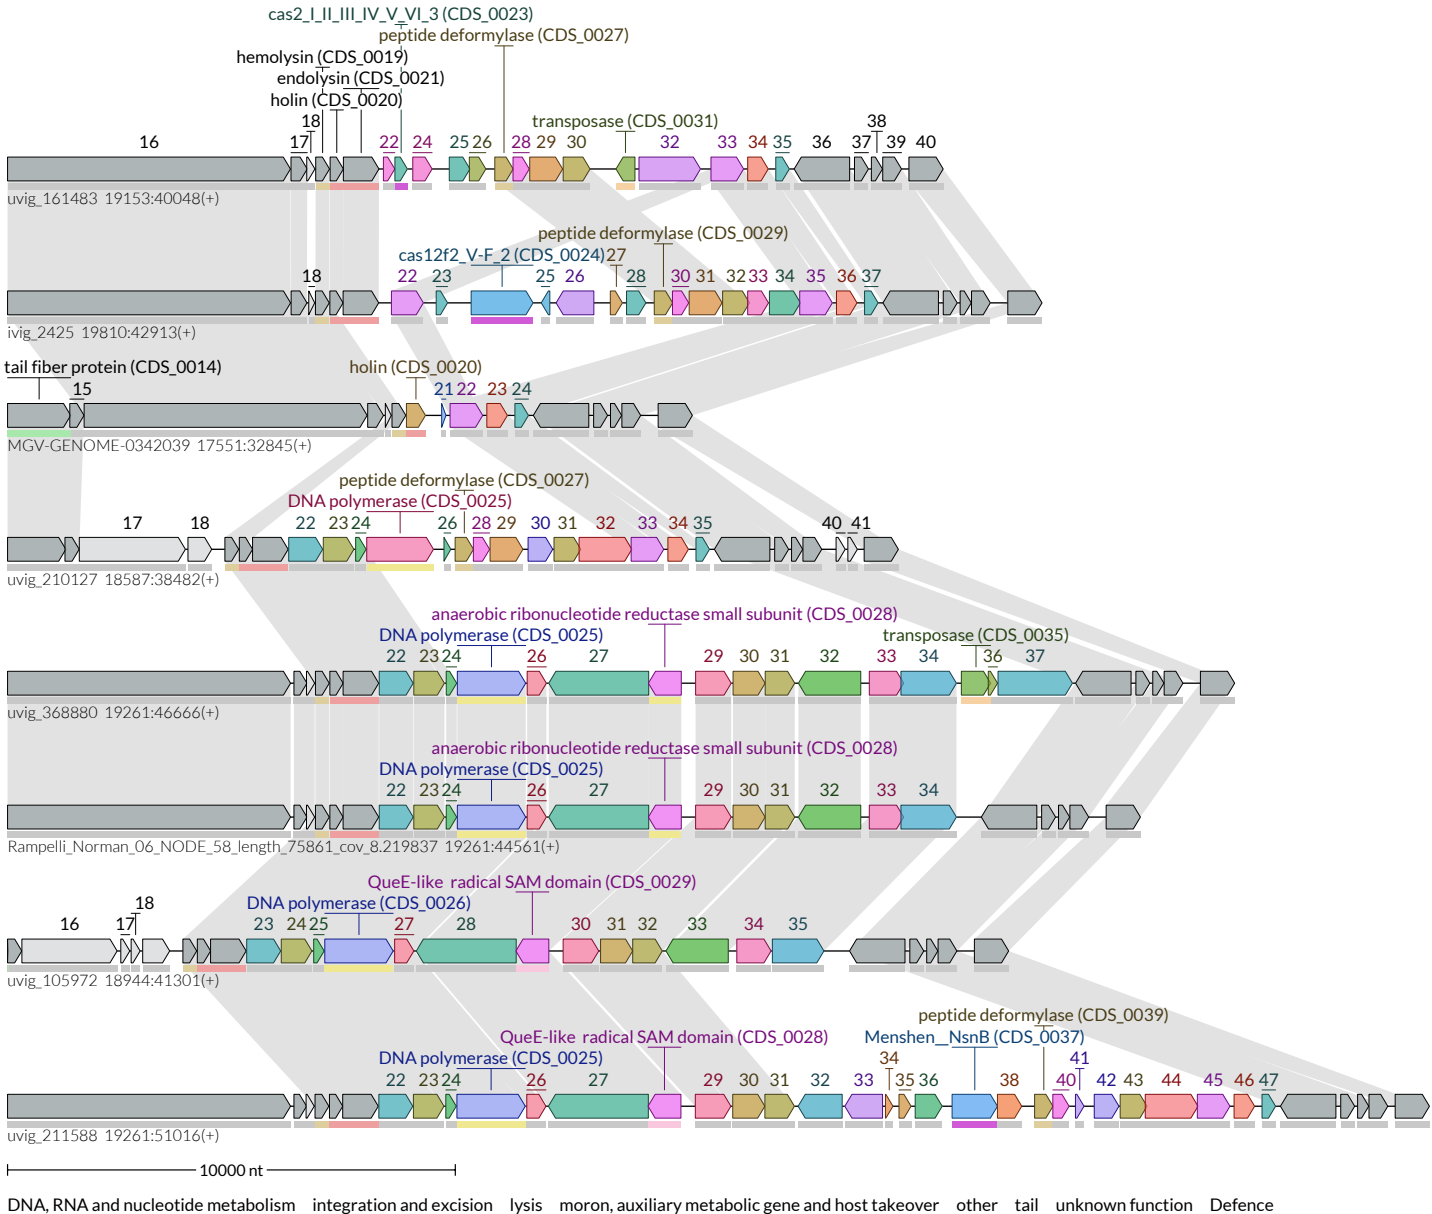 cas2_I_II_III_IV_V_VI_3 (CDS_0023)
peptide deformylase (CDS_0027)
hemolysin (CDS_0019)
endolysin (CDS_0021)
holin (CDS_0020)
transposase (CDS_0031)
18 38
16 17 22 24 25 26 28 29 30 32 33 34 35 36 37 39 40
uvig_161483 19153:40048(+)
peptide deformylase (CDS_0029)
cas12f2_V-F_2 (CDS_0024) 27
18 22 23 25 26 28 30 31 32 33 34 35 36 37
ivig_2425 19810:42913(+)
tail fiber protein (CDS_0014) holin (CDS_0020)
15 21 22 23 24
MGV-GENOME-0342039 17551:32845(+)
peptide deformylase (CDS_0027)
DNA polymerase (CDS_0025)
17 18 22 23 24 26 28 29 30 31 32 33 34 35 40 41
uvig_210127 18587:38482(+)
anaerobic ribonucleotide reductase small subunit (CDS_0028)
DNA polymerase (CDS_0025) transposase (CDS_0035)
22 23 24 26 27 29 30 31 32 33 34 36 37
uvig_368880 19261:46666(+)
anaerobic ribonucleotide reductase small subunit (CDS_0028)
DNA polymerase (CDS_0025)
22 23 24 26 27 29 30 31 32 33 34
Rampelli_Norman_06_NODE_58_length_75861_cov_8.219837 19261:44561(+)
QueE-like radical SAM domain (CDS_0029)
18 DNA polymerase (CDS_0026)
16 17 23 24 25 27 28 30 31 32 33 34 35
uvig_105972 18944:41301(+)
peptide deformylase (CDS_0039)
QueE-like radical SAM domain (CDS_0028) Menshen__NsnB (CDS_0037)
DNA polymerase (CDS_0025) 34 41
22 23 24 26 27 29 30 31 32 33 35 36 38 40 42 43 44 45 46 47
uvig_211588 19261:51016(+)
10000 nt
DNA, RNA and nucleotide metabolism integration and excision lysis moron, auxiliary metabolic gene and host takeover other tail unknown function Defence